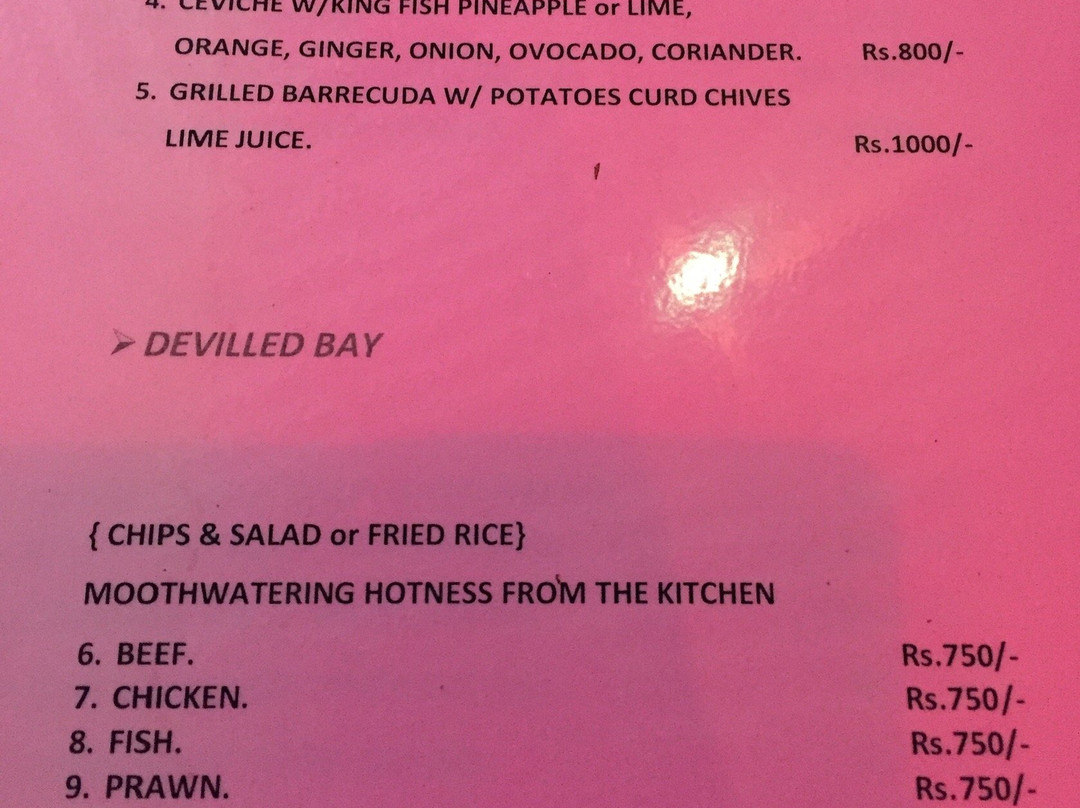 4. CEVICHE W/KING FISH PINEAPPLE or LIME,
ORANGE, GINGER, ONION, OVOCADO, CORIANDER. Rs.800/-
5. GRILLED BARRECUDA W/ POTATOES CURD CHIVES
LIME JUICE. Rs.1000/-
➢ DEVILLED BAY
{ CHIPS & SALAD or FRIED RICE}
MOOTHWATERING HOTNESS FROM THE KITCHEN
6. BEEF. Rs.750/-
7. CHICKEN. Rs.750/-
8. FISH. Rs.750/-
9. PRAWN. Rs.750/-